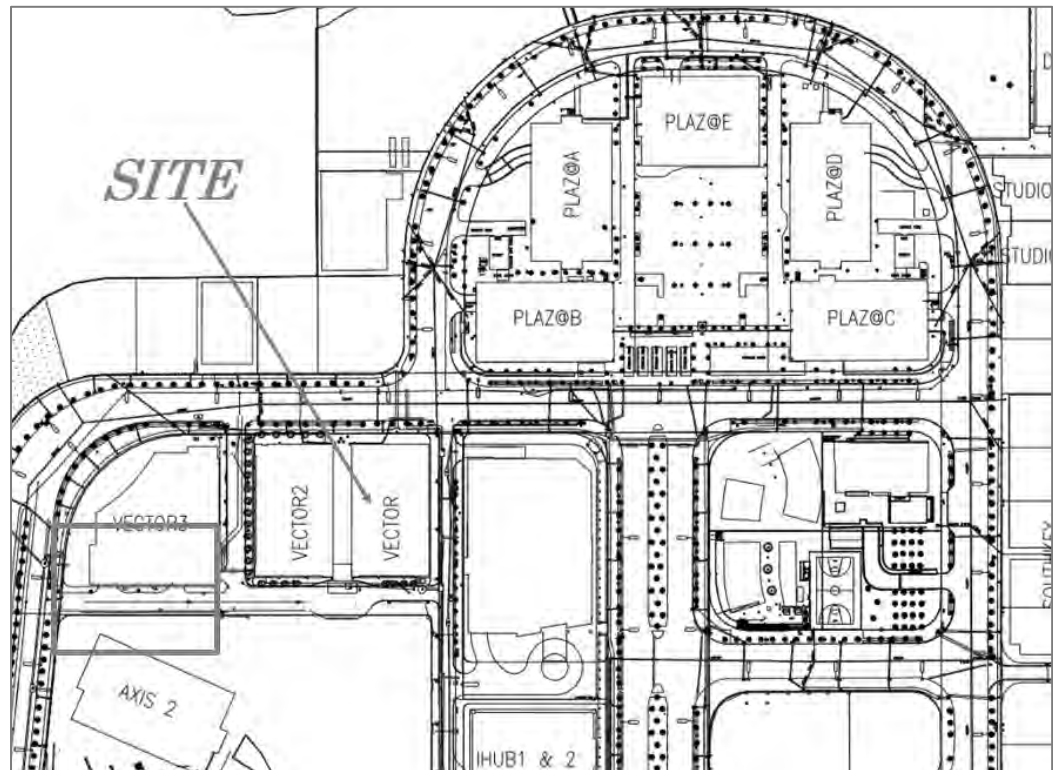 PLAZ@E
SITE
PLAZ@A
PLAZ@D
STUDIO
STUDIO
PLAZ@B
PLAZ@C
VECTOR3
VECTOR2
VECTOR
AXIS 2
IHUB1 & 2